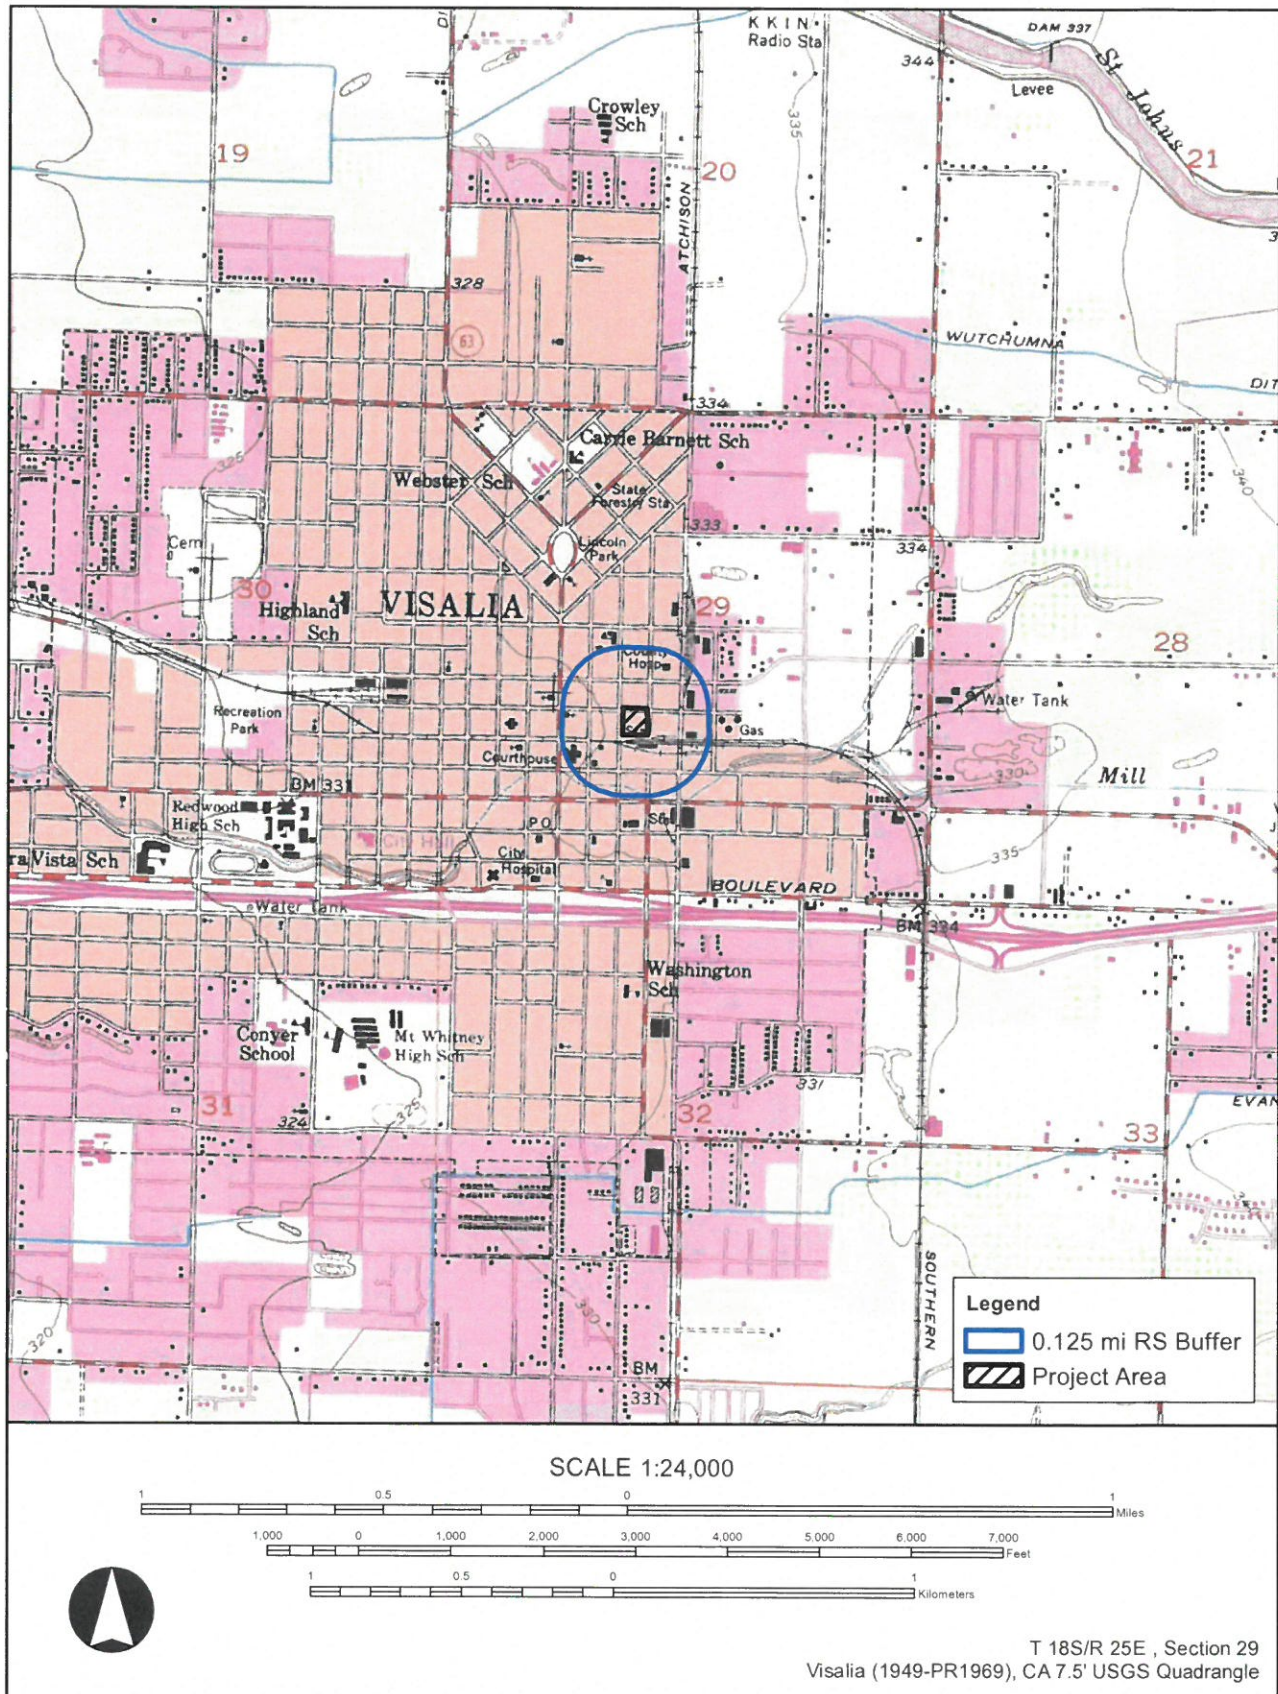 KKIN
Radio Sta
DAM 337
344
Levee
St Johns
335
Crowley
Sch
19
20
21
ATCHISON
328
63
WUTCHUMNA
334
325
Carrie Barnett Sch
Webster Sch
State
Forestry Sta
340
333
334
Lincoln
Park
Cem
30
Highland
Sch
VISALIA
29
28
County
Hosp
Water Tank
Recreation
Park
Gas
Courthouse
330
Mill
BM 331
Redwood
High Sch
P O
City Hall
City
Hospital
335
ra Vista Sch
BOULEVARD
Water Tank
BM 334
Washington
Sch
Conyer
School
Mt Whitney
High Sch
331
31
324
325
32
33
EVAN
SOUTHERN
320
330
BM
331
Legend
0.125 mi RS Buffer
Project Area
SCALE 1:24,000
1 0.5 0 1
Miles
1,000 0 1,000 2,000 3,000 4,000 5,000 6,000 7,000
Feet
1 0.5 0 1
Kilometers
T 18S/R 25E , Section 29
Visalia (1949-PR1969), CA 7.5' USGS Quadrangle